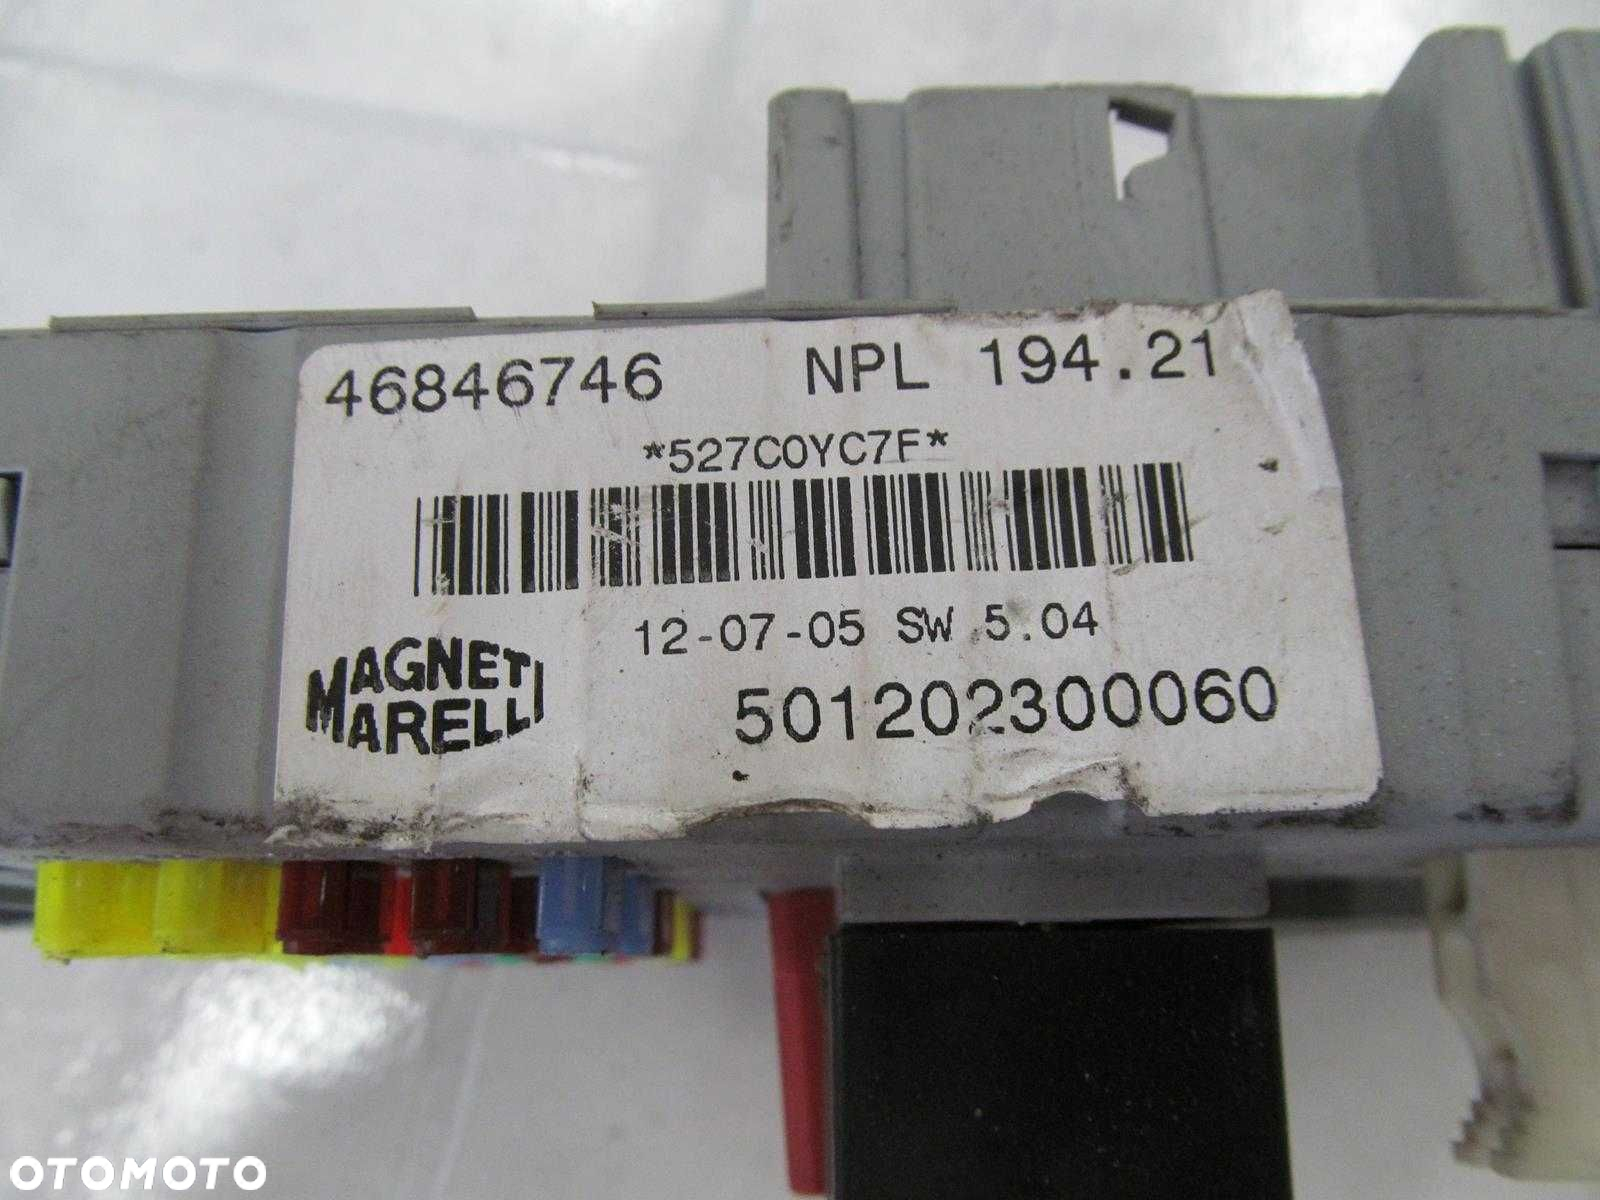 46846746 NPL 194.21
*527C0YC7F*
12-07-05 SW 5.04
MAGNETI
MARELLI
501202300060
OTOMOTO